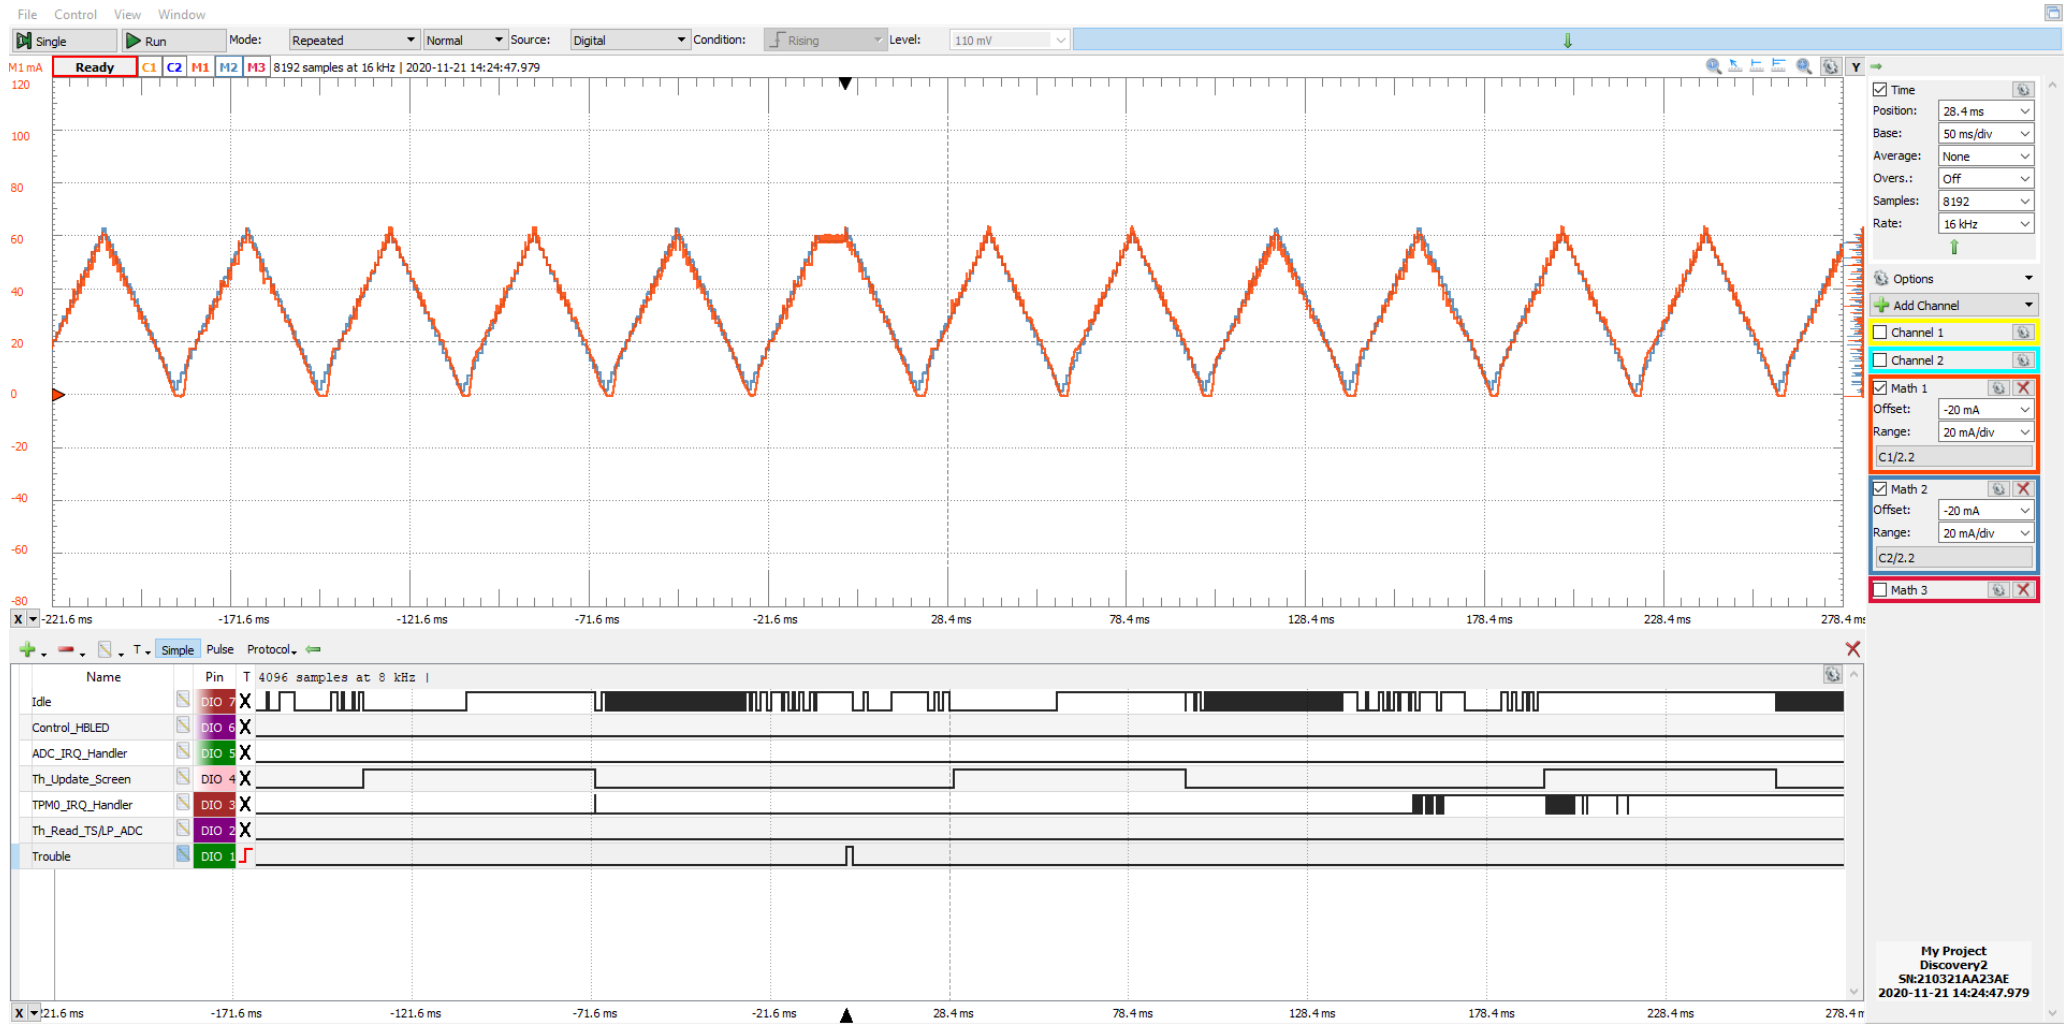 File Control View Window
Single Run Mode: Repeated Normal Source: Digital Condition: Rising Level: 110 mV
M1 mA Ready C1 C2 M1 M2 M3 8192 samples at 16 kHz | 2020-11-21 14:24:47.979 Y
120
100
80
60
40
20
0
-20
-40
-60
-80
X -221.6 ms -171.6 ms -121.6 ms -71.6 ms -21.6 ms 28.4 ms 78.4 ms 128.4 ms 178.4 ms 228.4 ms 278.4 ms
Time
Position: 28.4 ms
Base: 50 ms/div
Average: None
Overs.: Off
Samples: 8192
Rate: 16 kHz
Options
Add Channel
Channel 1
Channel 2
Math 1
Offset: -20 mA
Range: 20 mA/div
C1/2.2
Math 2
Offset: -20 mA
Range: 20 mA/div
C2/2.2
Math 3
T Simple Pulse Protocol
Name Pin T 4096 samples at 8 kHz |
Idle DIO 7 X
Control_HBLED DIO 6 X
ADC_IRQ_Handler DIO 5 X
Th_Update_Screen DIO 4 X
TPM0_IRQ_Handler DIO 3 X
Th_Read_TS/LP_ADC DIO 2 X
Trouble DIO 1
My Project
Discovery2
SN:210321AA23AE
2020-11-21 14:24:47.979
X 221.6 ms -171.6 ms -121.6 ms -71.6 ms -21.6 ms 28.4 ms 78.4 ms 128.4 ms 178.4 ms 228.4 ms 278.4 m